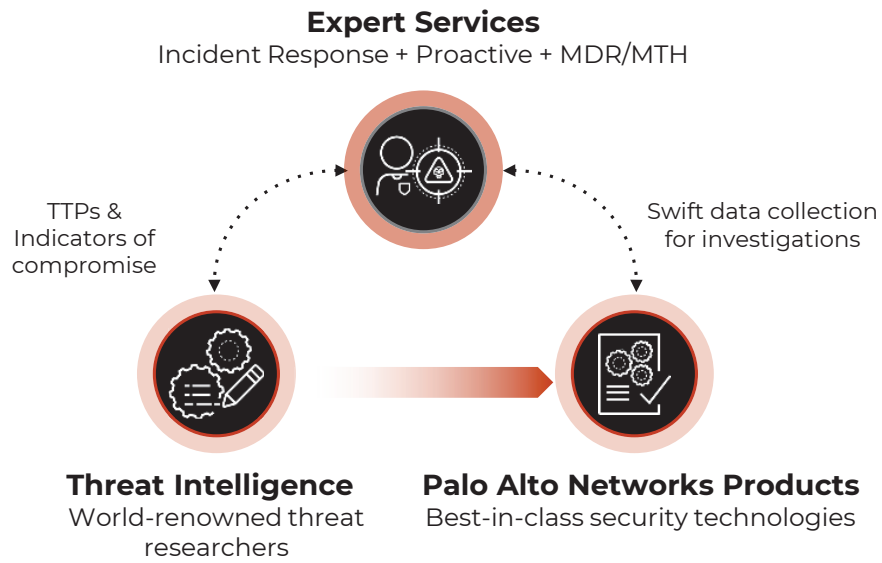 Expert Services
Incident Response + Proactive + MDR/MTH
TTPs &
Indicators of
compromise
Swift data collection
for investigations
Threat Intelligence
World-renowned threat
researchers
Palo Alto Networks Products
Best-in-class security technologies